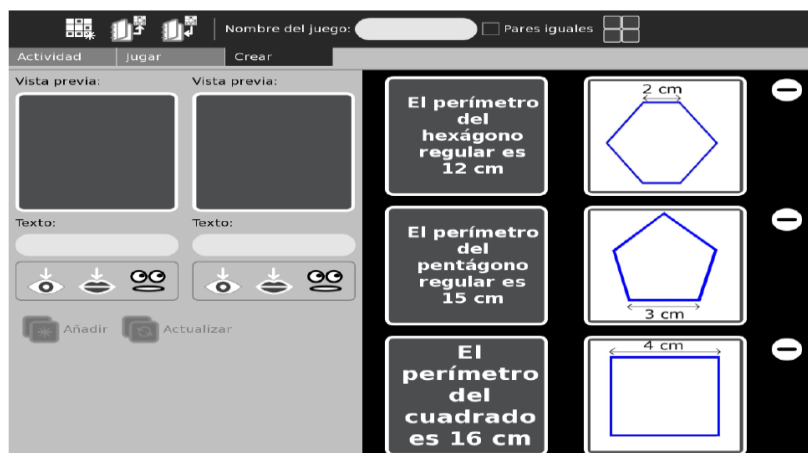 Nombre del juego:
Pares iguales
Actividad
Jugar
Crear
Vista previa:
Vista previa:
Texto:
Texto:
Añadir
Actualizar
El perímetro
del
hexágono
regular es
12 cm
2 cm
El perímetro
del
pentágono
regular es
15 cm
3 cm
El
perímetro
del
cuadrado
es 16 cm
4 cm